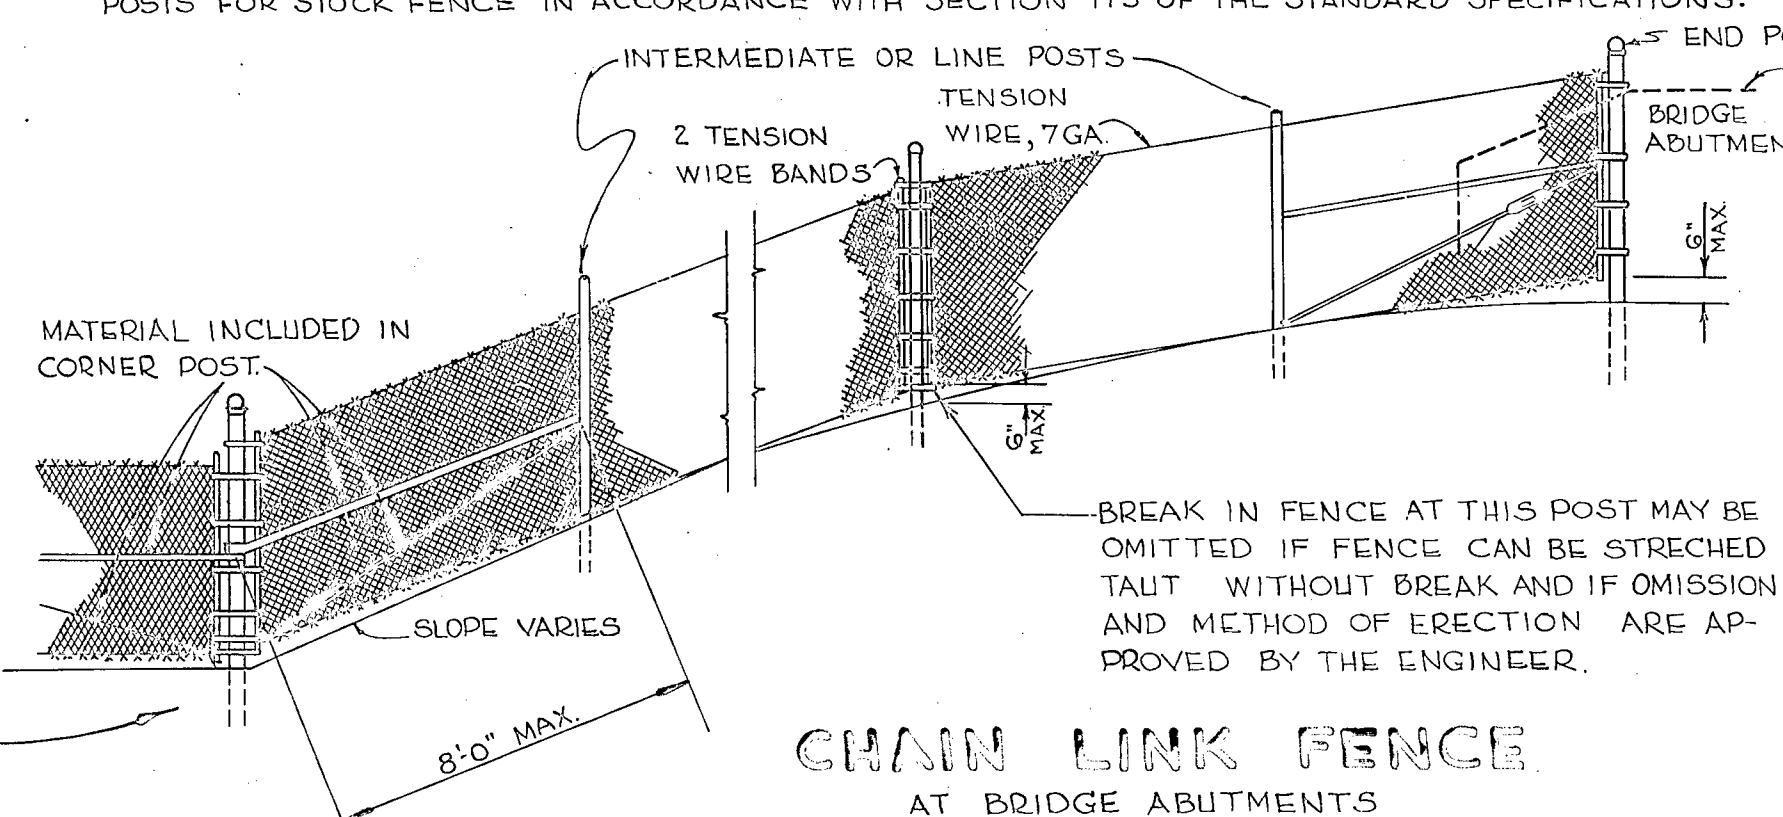 POSTS FOR STOCK FENCE IN ACCORDANCE WITH SECTION 175 OF THE STANDARD SPECIFICATIONS.
INTERMEDIATE OR LINE POSTS
END
TENSION
WIRE, 7GA.
2 TENSION
WIRE BANDS
BRIDGE
6" MAX.
MATERIAL INCLUDED IN
CORNER POST.
6" MAX.
BREAK IN FENCE AT THIS POST MAY BE
OMITTED IF FENCE CAN BE STRECHED
TAUT WITHOUT BREAK AND IF OMISSION
AND METHOD OF ERECTION ARE AP-
PROVED BY THE ENGINEER.
SLOPE VARIES
8'-0" MAX.
CHAIN LINK FENCE
AT BRIDGE ABUTMENTS